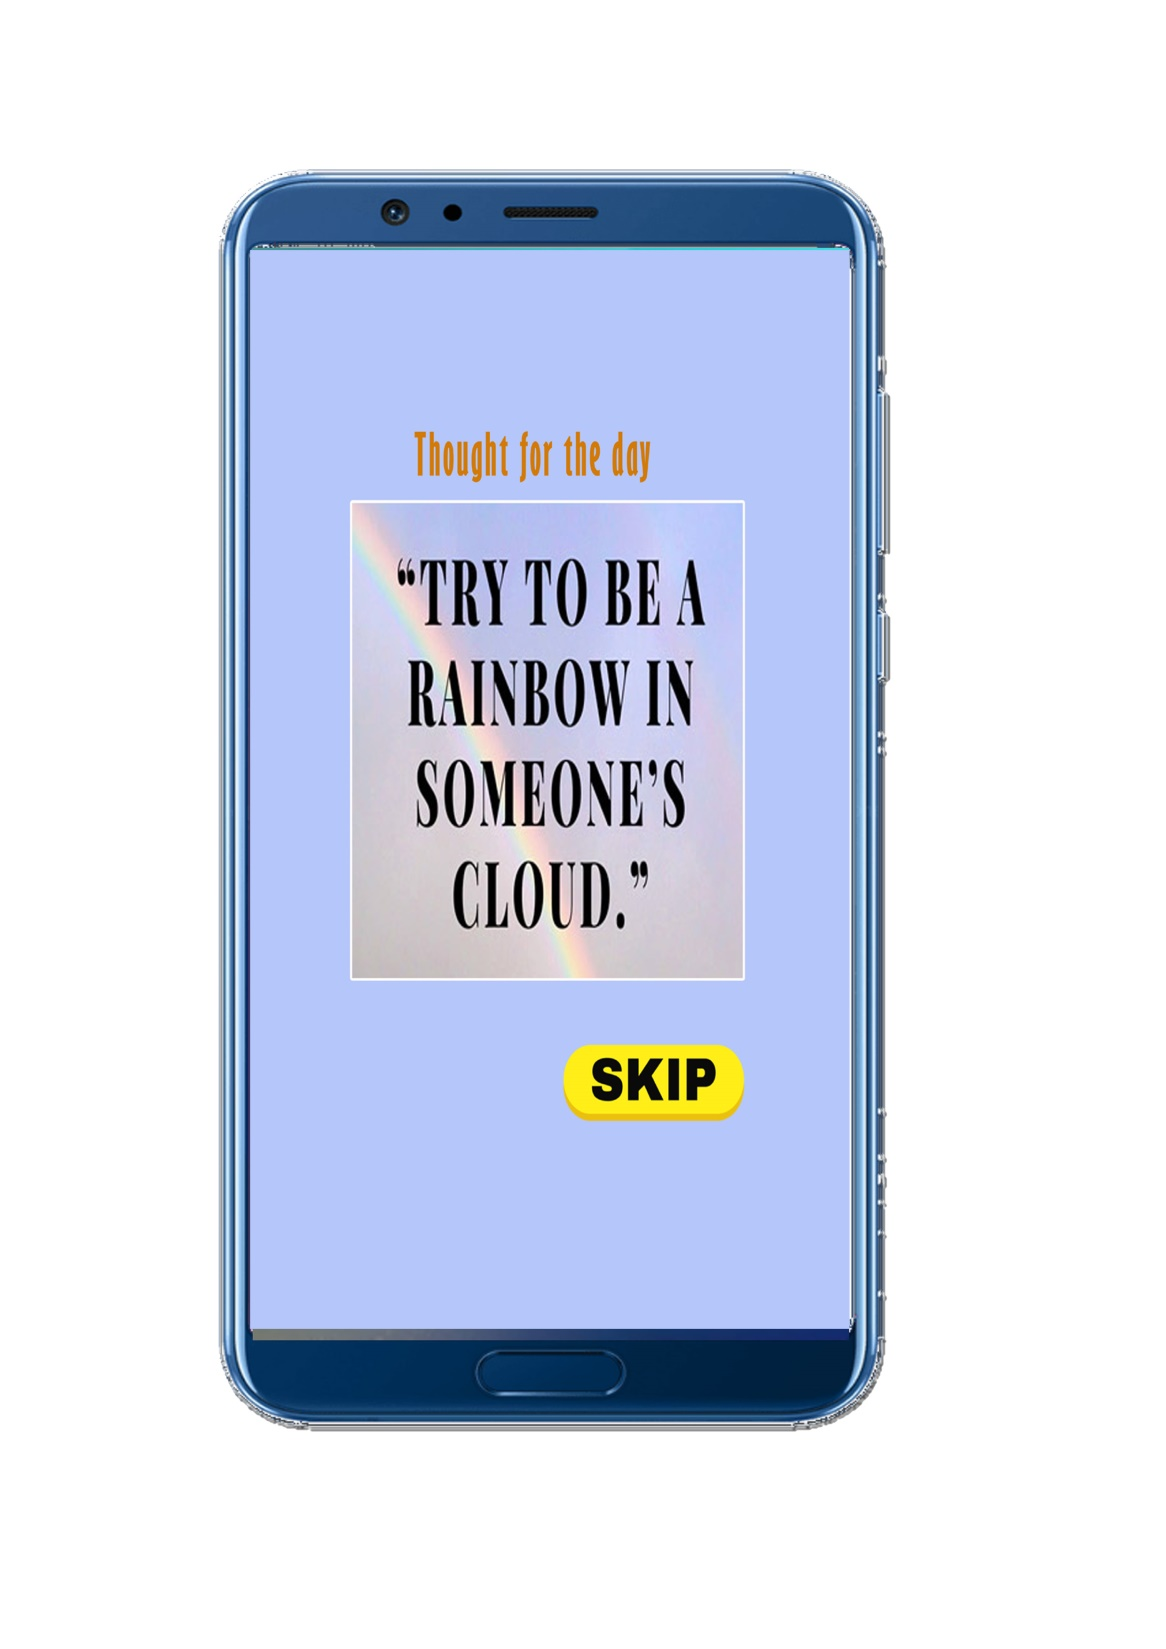 Thought for the day
“TRY TO BE A
RAINBOW IN
SOMEONE’S
CLOUD.”
SKIP